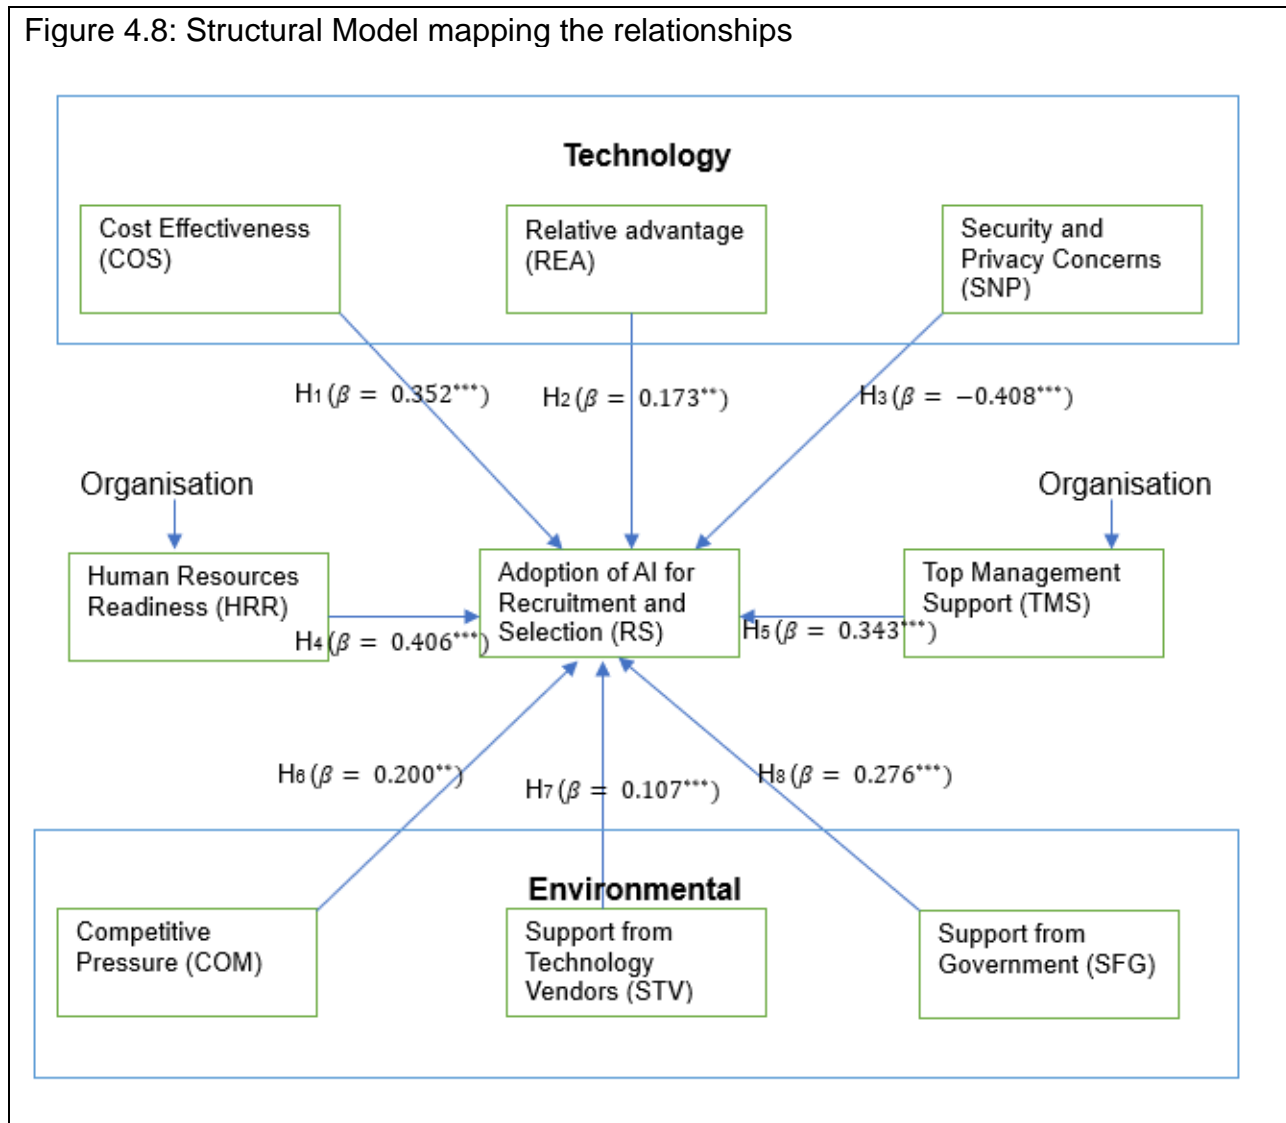 Figure 4.8: Structural Model mapping the relationships
Technology
Cost Effectiveness
(COS)
Relative advantage
(REA)
Security and
Privacy Concerns
(SNP)
H1 (β = 0.352***)
H2 (β = 0.173**)
H3 (β = −0.408***)
Organisation
Organisation
Human Resources
Readiness (HRR)
Adoption of AI for
Recruitment and
Selection (RS)
Top Management
Support (TMS)
H4 (β = 0.406***)
H5 (β = 0.343***)
H6 (β = 0.200**)
H7 (β = 0.107***)
H8 (β = 0.276***)
Environmental
Competitive
Pressure (COM)
Support from
Technology
Vendors (STV)
Support from
Government (SFG)